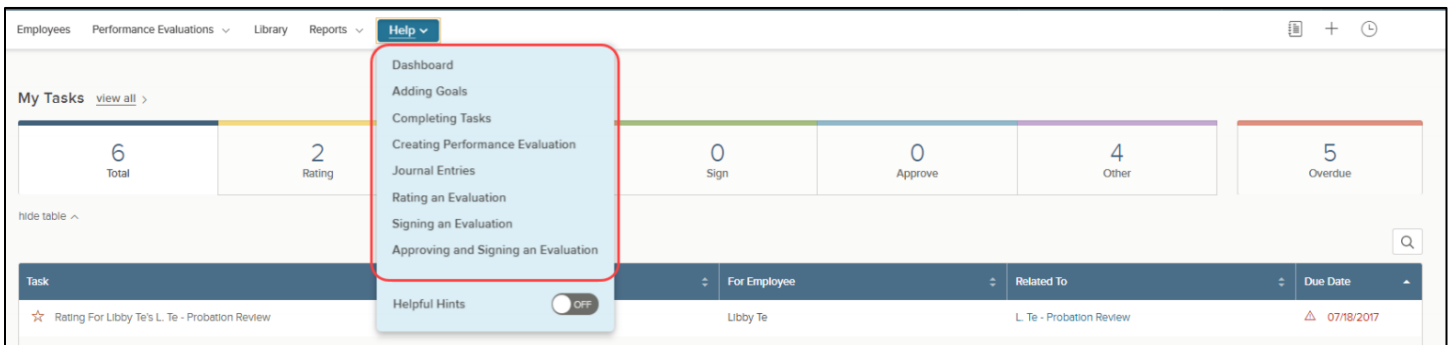 Employees Performance Evaluations Library Reports Help
Dashboard
Adding Goals
Completing Tasks
Creating Performance Evaluation
Journal Entries
Rating an Evaluation
Signing an Evaluation
Approving and Signing an Evaluation
Helpful Hints OFF
My Tasks view all >
6 2 0 0 4 5
Total Rating Sign Approve Other Overdue
hide table
Task For Employee Related To Due Date
Rating For Libby Te's L. Te - Probation Review Libby Te L. Te - Probation Review 07/18/2017